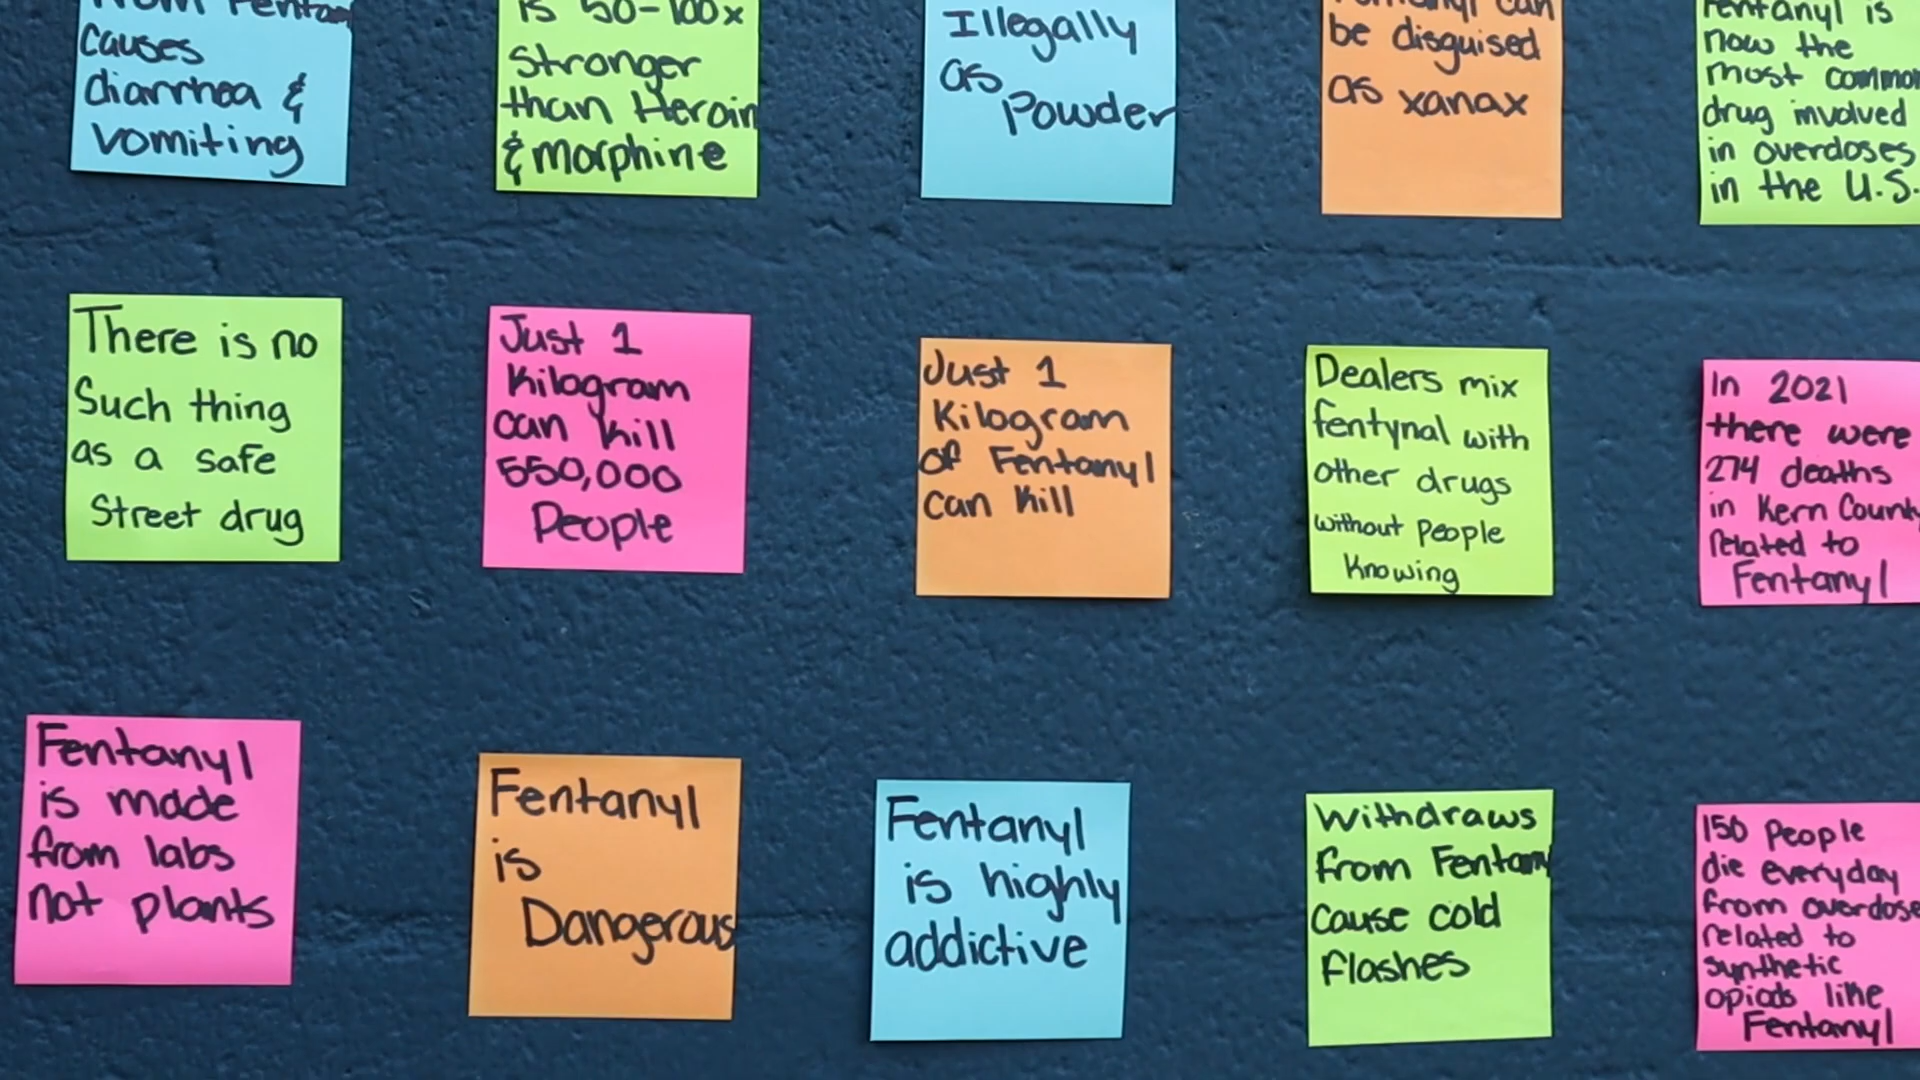 from Fentany
causes
diarrhea &
vomiting
is 50-100x
stronger
than Heroin
& morphine
Illegally
as
Powder
Fentanyl can
be disguised
as xanax
Fentanyl is
now the
most common
drug involved
in overdoses
in the U.S.
There is no
Such thing
as a safe
Street drug
Just 1
Kilogram
can kill
550,000
People
Just 1
Kilogram
of Fentanyl
can kill
Dealers mix
fentynal with
other drugs
without people
knowing
In 2021
there were
274 deaths
in Kern County
related to
Fentanyl
Fentanyl
is made
from labs
not plants
Fentanyl
is
Dangerous
Fentanyl
is highly
addictive
Withdraws
from Fentany
cause cold
flashes
150 People
die everyday
from overdose
related to
synthetic
opiods like
Fentanyl